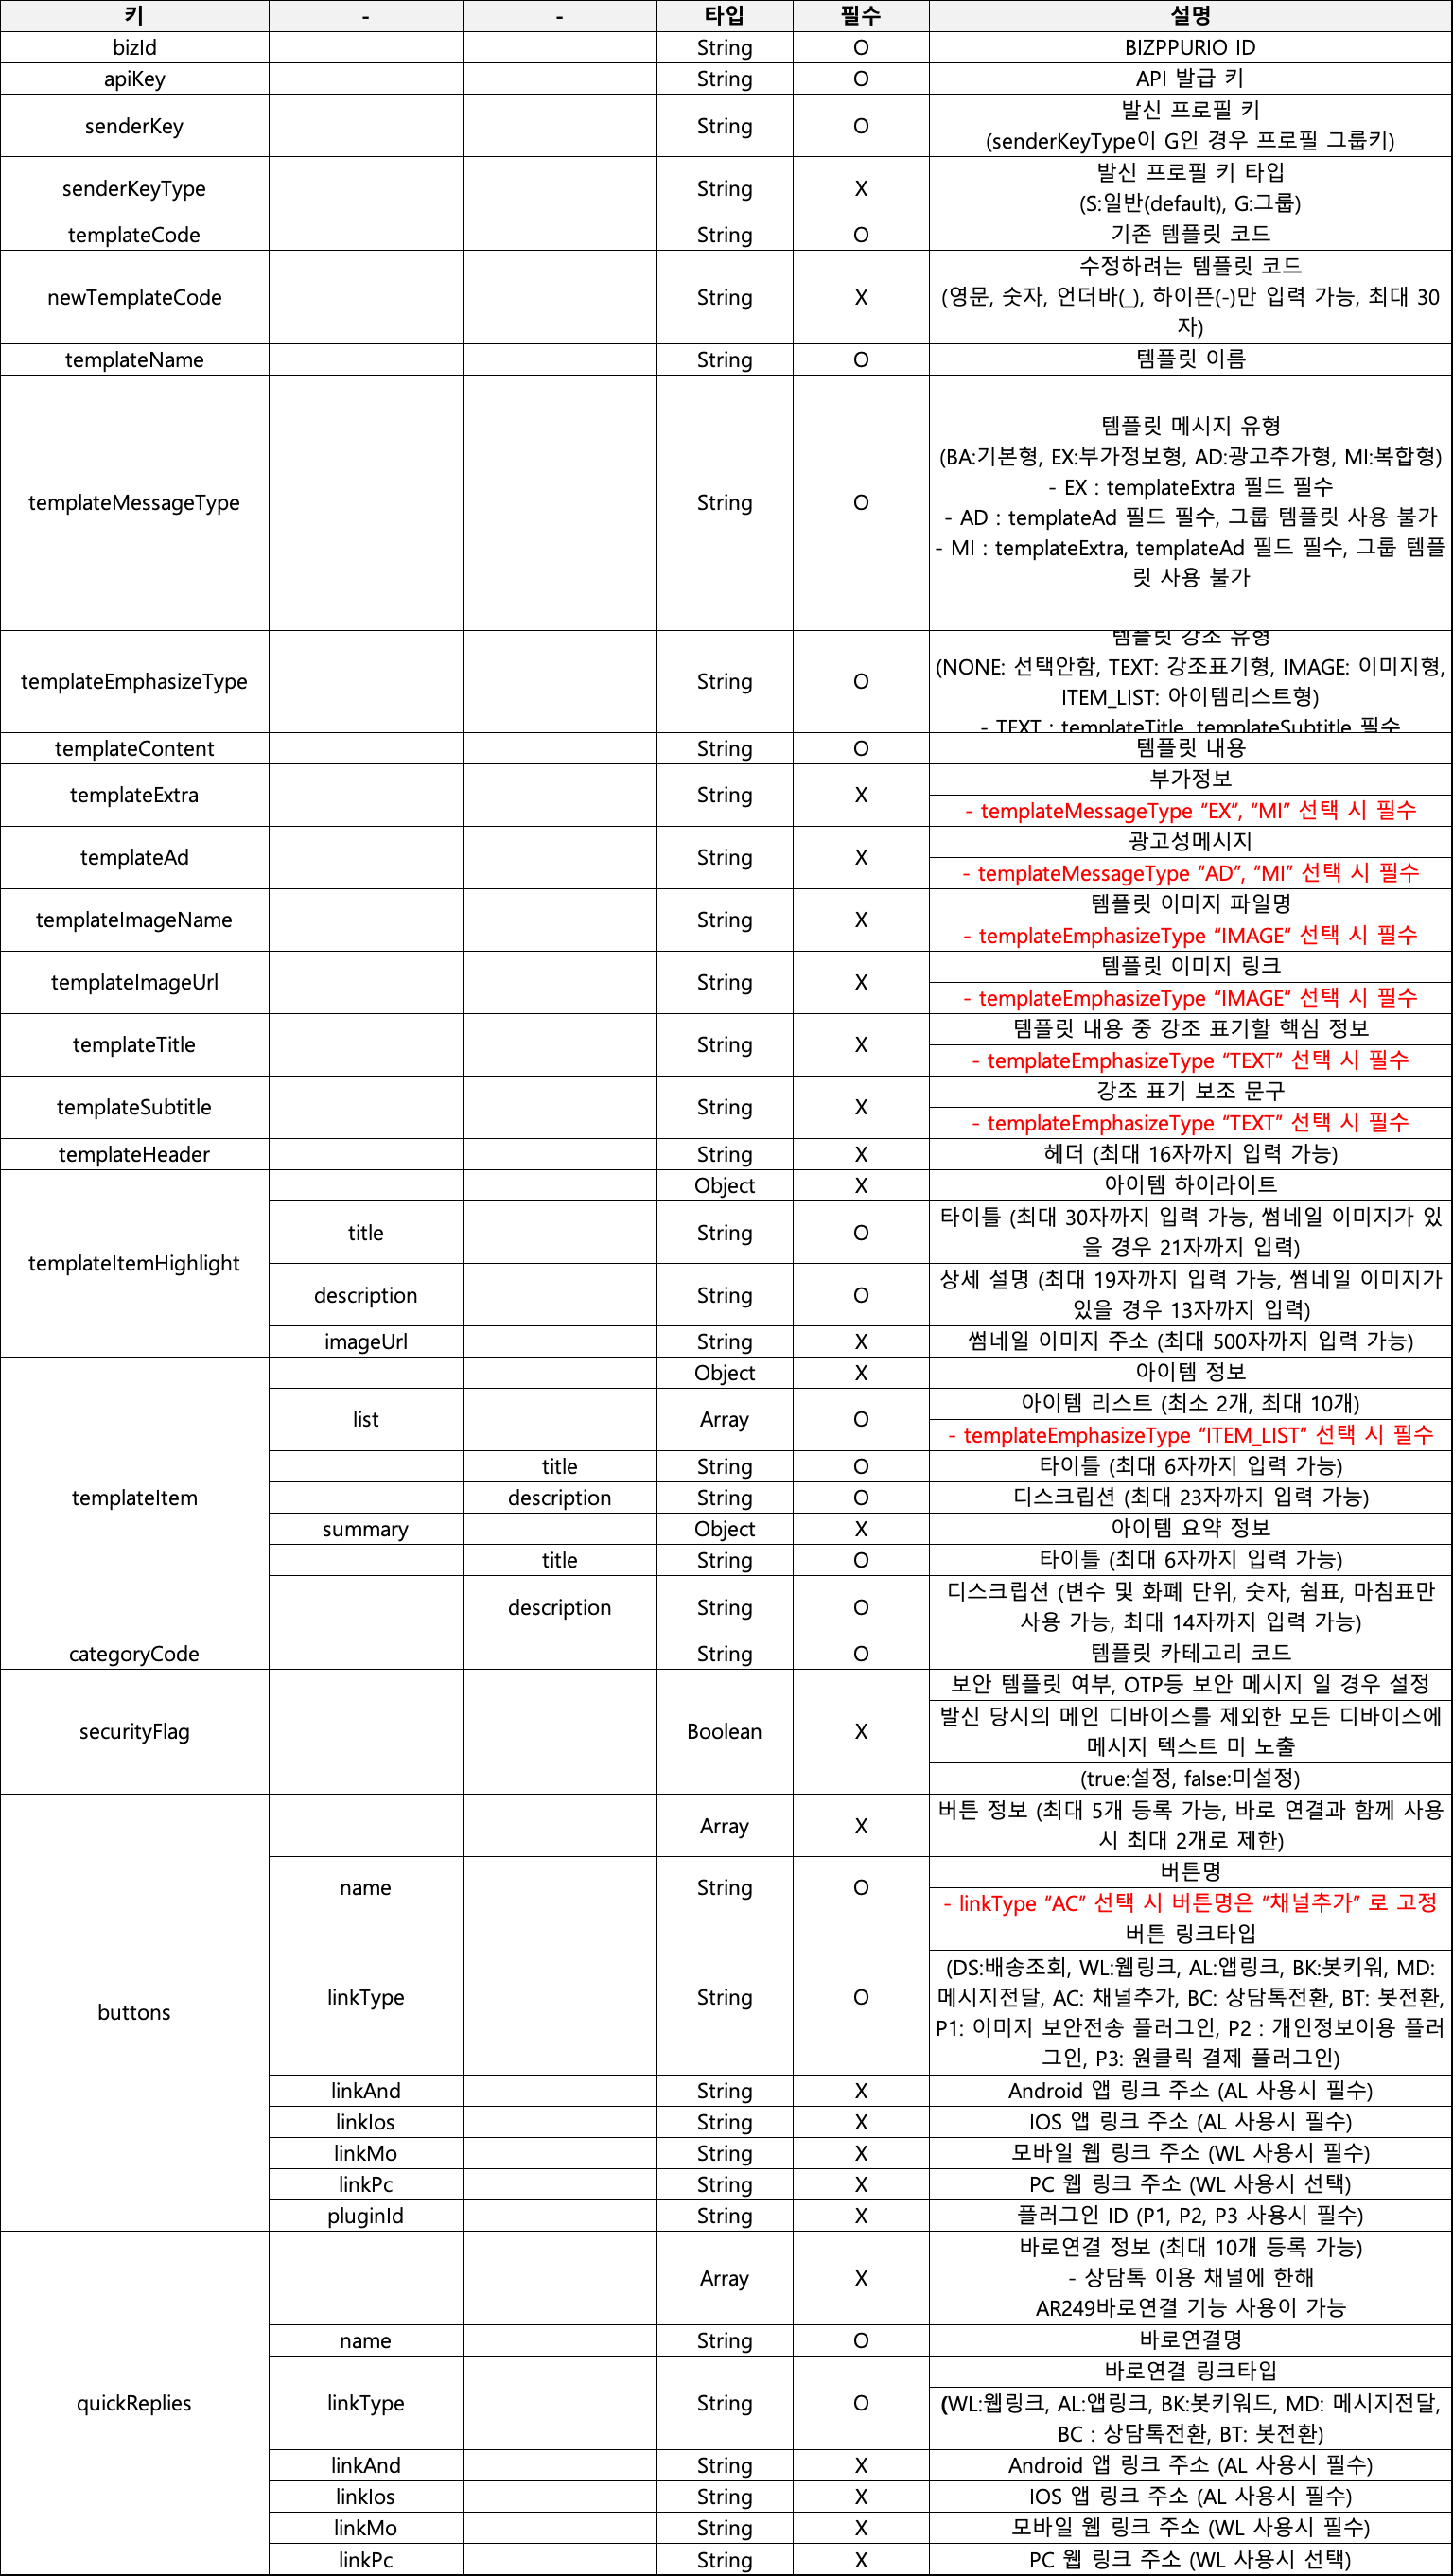 키 - - 타입 필수 설명
bizId String O BIZPPURIO ID
apiKey String O API 발급 키
senderKey String O 발신 프로필 키
(senderKeyType이 G인 경우 프로필 그룹키)
senderKeyType String X 발신 프로필 키 타입
(S:일반(default), G:그룹)
templateCode String O 기존 템플릿 코드
newTemplateCode String X 수정하려는 템플릿 코드
(영문, 숫자, 언더바(_), 하이픈(-)만 입력 가능, 최대 30
자)
templateName String O 템플릿 이름
templateMessageType String O 템플릿 메시지 유형
(BA:기본형, EX:부가정보형, AD:광고추가형, MI:복합형)
- EX : templateExtra 필드 필수
- AD : templateAd 필드 필수, 그룹 템플릿 사용 불가
- MI : templateExtra, templateAd 필드 필수, 그룹 템플
릿 사용 불가
templateEmphasizeType String O 템플릿 강조 유형
(NONE: 선택안함, TEXT: 강조표기형, IMAGE: 이미지형,
ITEM_LIST: 아이템리스트형)
- TEXT : templateTitle, templateSubtitle 필수
templateContent String O 템플릿 내용
templateExtra String X 부가정보
- templateMessageType “EX”, “MI” 선택 시 필수
templateAd String X 광고성메시지
- templateMessageType “AD”, “MI” 선택 시 필수
templateImageName String X 템플릿 이미지 파일명
- templateEmphasizeType “IMAGE” 선택 시 필수
templateImageUrl String X 템플릿 이미지 링크
- templateEmphasizeType “IMAGE” 선택 시 필수
templateTitle String X 템플릿 내용 중 강조 표기할 핵심 정보
- templateEmphasizeType “TEXT” 선택 시 필수
templateSubtitle String X 강조 표기 보조 문구
- templateEmphasizeType “TEXT” 선택 시 필수
templateHeader String X 헤더 (최대 16자까지 입력 가능)
templateItemHighlight Object X 아이템 하이라이트
title String O 타이틀 (최대 30자까지 입력 가능, 썸네일 이미지가 있
을 경우 21자까지 입력)
description String O 상세 설명 (최대 19자까지 입력 가능, 썸네일 이미지가
있을 경우 13자까지 입력)
imageUrl String X 썸네일 이미지 주소 (최대 500자까지 입력 가능)
templateItem Object X 아이템 정보
list Array O 아이템 리스트 (최소 2개, 최대 10개)
- templateEmphasizeType “ITEM_LIST” 선택 시 필수
title String O 타이틀 (최대 6자까지 입력 가능)
description String O 디스크립션 (최대 23자까지 입력 가능)
summary Object X 아이템 요약 정보
title String O 타이틀 (최대 6자까지 입력 가능)
description String O 디스크립션 (변수 및 화폐 단위, 숫자, 쉼표, 마침표만
사용 가능, 최대 14자까지 입력 가능)
categoryCode String O 템플릿 카테고리 코드
securityFlag Boolean X 보안 템플릿 여부, OTP등 보안 메시지 일 경우 설정
발신 당시의 메인 디바이스를 제외한 모든 디바이스에
메시지 텍스트 미 노출
(true:설정, false:미설정)
buttons Array X 버튼 정보 (최대 5개 등록 가능, 바로 연결과 함께 사용
시 최대 2개로 제한)
name String O 버튼명
- linkType “AC” 선택 시 버튼명은 “채널추가” 로 고정
linkType String O 버튼 링크타입
(DS:배송조회, WL:웹링크, AL:앱링크, BK:봇키워, MD:
메시지전달, AC: 채널추가, BC: 상담톡전환, BT: 봇전환,
P1: 이미지 보안전송 플러그인, P2 : 개인정보이용 플러
그인, P3: 원클릭 결제 플러그인)
linkAnd String X Android 앱 링크 주소 (AL 사용시 필수)
linkIos String X IOS 앱 링크 주소 (AL 사용시 필수)
linkMo String X 모바일 웹 링크 주소 (WL 사용시 필수)
linkPc String X PC 웹 링크 주소 (WL 사용시 선택)
pluginId String X 플러그인 ID (P1, P2, P3 사용시 필수)
quickReplies Array X 바로연결 정보 (최대 10개 등록 가능)
- 상담톡 이용 채널에 한해
AR249바로연결 기능 사용이 가능
name String O 바로연결명
linkType String O 바로연결 링크타입
(WL:웹링크, AL:앱링크, BK:봇키워드, MD: 메시지전달,
BC : 상담톡전환, BT: 봇전환)
linkAnd String X Android 앱 링크 주소 (AL 사용시 필수)
linkIos String X IOS 앱 링크 주소 (AL 사용시 필수)
linkMo String X 모바일 웹 링크 주소 (WL 사용시 필수)
linkPc String X PC 웹 링크 주소 (WL 사용시 선택)